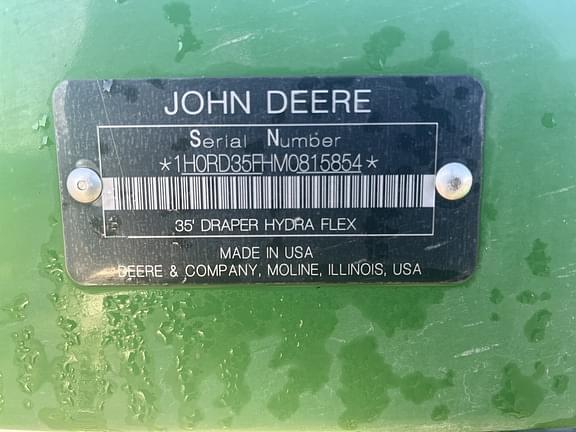 JOHN DEERE
Serial Number
*1H0RD35FHM0815854*
35' DRAPER HYDRA FLEX
MADE IN USA
DEERE & COMPANY, MOLINE, ILLINOIS, USA